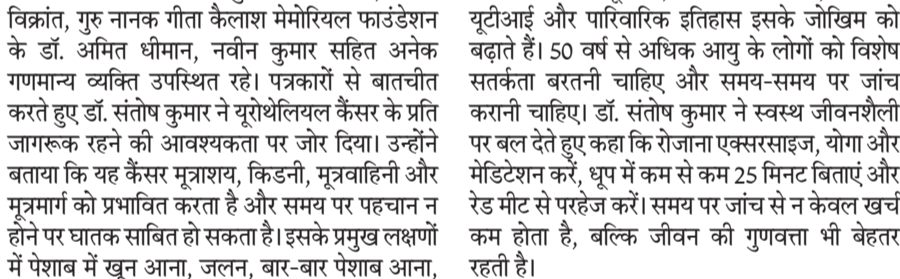 विक्रांत, गुरु नानक गीता कैलाश मेमोरियल फाउंडेशन
के डॉ. अमित धीमान, नवीन कुमार सहित अनेक
गणमान्य व्यक्ति उपस्थित रहे। पत्रकारों से बातचीत
करते हुए डॉ. संतोष कुमार ने यूरोथेलियल कैंसर के प्रति
जागरूक रहने की आवश्यकता पर जोर दिया। उन्होंने
बताया कि यह कैंसर मूत्राशय, किडनी, मूत्रवाहिनी और
मूत्रमार्ग को प्रभावित करता है और समय पर पहचान न
होने पर घातक साबित हो सकता है। इसके प्रमुख लक्षणों
में पेशाब में खून आना, जलन, बार-बार पेशाब आना,
यूटीआई और पारिवारिक इतिहास इसके जोखिम को
बढ़ाते हैं। 50 वर्ष से अधिक आयु के लोगों को विशेष
सतर्कता बरतनी चाहिए और समय-समय पर जांच
करानी चाहिए। डॉ. संतोष कुमार ने स्वस्थ जीवनशैली
पर बल देते हुए कहा कि रोजाना एक्सरसाइज, योगा और
मेडिटेशन करें, धूप में कम से कम 25 मिनट बिताएं और
रेड मीट से परहेज करें। समय पर जांच से न केवल खर्च
कम होता है, बल्कि जीवन की गुणवत्ता भी बेहतर
रहती है।